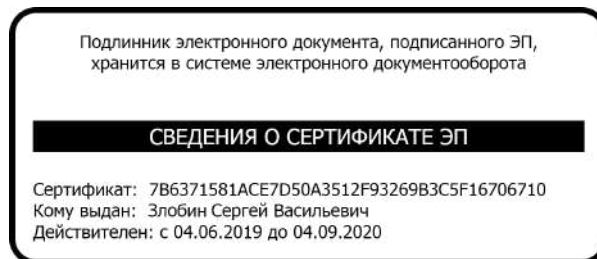 Подлинник электронного документа, подписанного ЭП,
хранится в системе электронного документооборота
СВЕДЕНИЯ О СЕРТИФИКАТЕ ЭП
Сертификат: 7B6371581ACE7D50A3512F93269B3C5F16706710
Кому выдан: Злобин Сергей Васильевич
Действителен: с 04.06.2019 до 04.09.2020